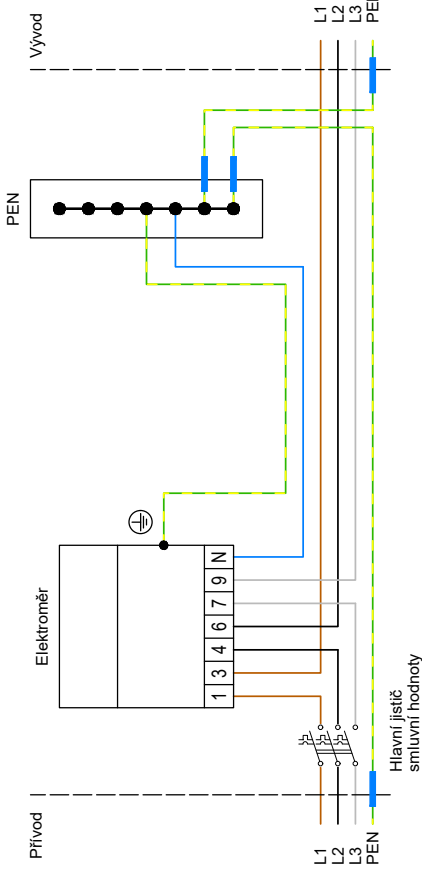 Přívod
Vývod
Elektroměr
PEN
1 3 4 6 7 9 N
L1
L2
L3
PEN
Hlavní jistič
smluvní hodnoty
L1
L2
L3
PEN